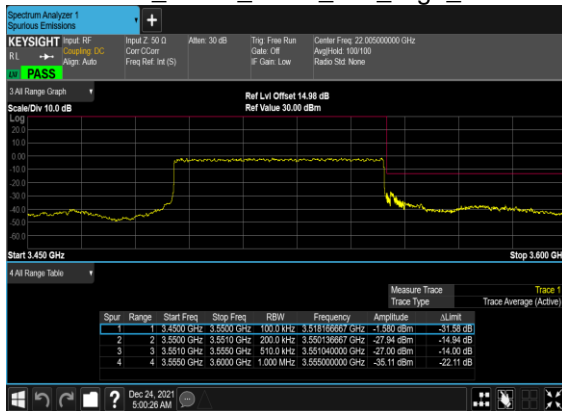 Spectrum Analyzer 1
Spurious Emissions
KEYSIGHT Input: RF Input Z: 50 Ω Atten: 30 dB Trig: Free Run Center Freq: 22.005000000 GHz
RL Coupling: DC Corr CCorr Gate: Off Avg|Hold: 100/100
Align: Auto Freq Ref: Int (S) IF Gain: Low Radio Std: None
PASS
3 All Range Graph
Ref Lvl Offset 14.98 dB
Scale/Div 10.0 dB Ref Value 30.00 dBm
Log
20.0
10.0
0.00
-10.0
-20.0
-30.0
-40.0
-50.0
-60.0
Start 3.450 GHz Stop 3.600 GH
4 All Range Table
Measure Trace Trace 1
Trace Type Trace Average (Active)
Spur Range Start Freq Stop Freq RBW Frequency Amplitude ΔLimit
1 1 3.4500 GHz 3.5500 GHz 100.0 kHz 3.518166667 GHz -1.580 dBm -31.58 dB
2 2 3.5500 GHz 3.5510 GHz 200.0 kHz 3.550136667 GHz -27.94 dBm -14.94 dB
3 3 3.5510 GHz 3.5550 GHz 510.0 kHz 3.551040000 GHz -27.00 dBm -14.00 dB
4 4 3.5550 GHz 3.6000 GHz 1.000 MHz 3.555000000 GHz -35.11 dBm -22.11 dB
Dec 24, 2021
5:00:26 AM